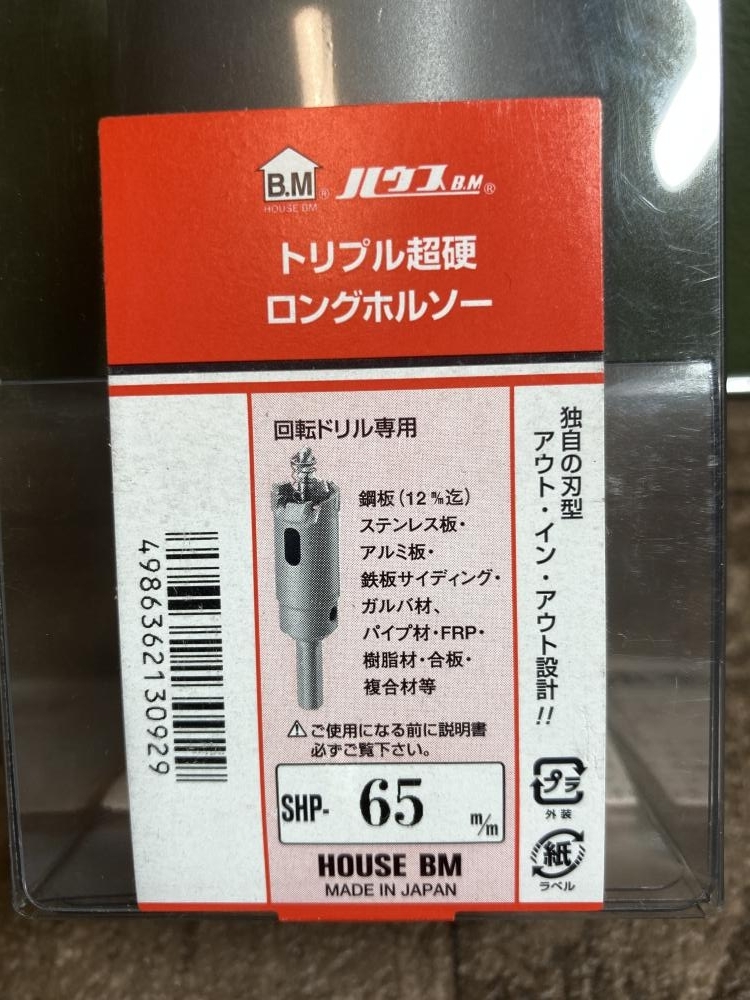 B.M®
HOUSE BM
ハウスB.M®
トリプル超硬
ロングホルソー
回転ドリル専用
鋼板(12㎜迄)
ステンレス板・
アルミ板・
鉄板サイディング・
ガルバ材、
パイプ材・FRP・
樹脂材・合板・
複合材等
⚠ご使用になる前に説明書
必ずご覧下さい。
SHP- 65 m/m
HOUSE BM
MADE IN JAPAN
独自の刃型
アウト・イン・アウト設計!!
プラ
外装
紙
ラベル
4986362130929